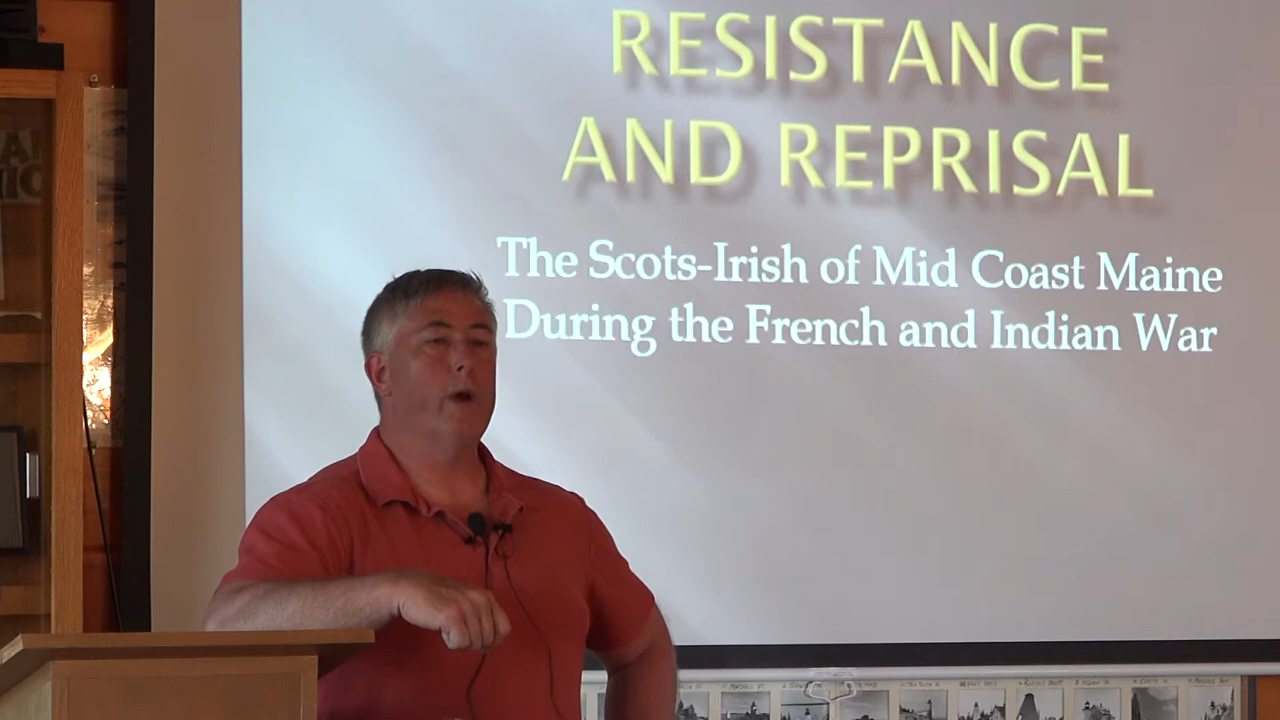 RESISTANCE
AND REPRISAL
The Scots-Irish of Mid Coast Maine
During the French and Indian War